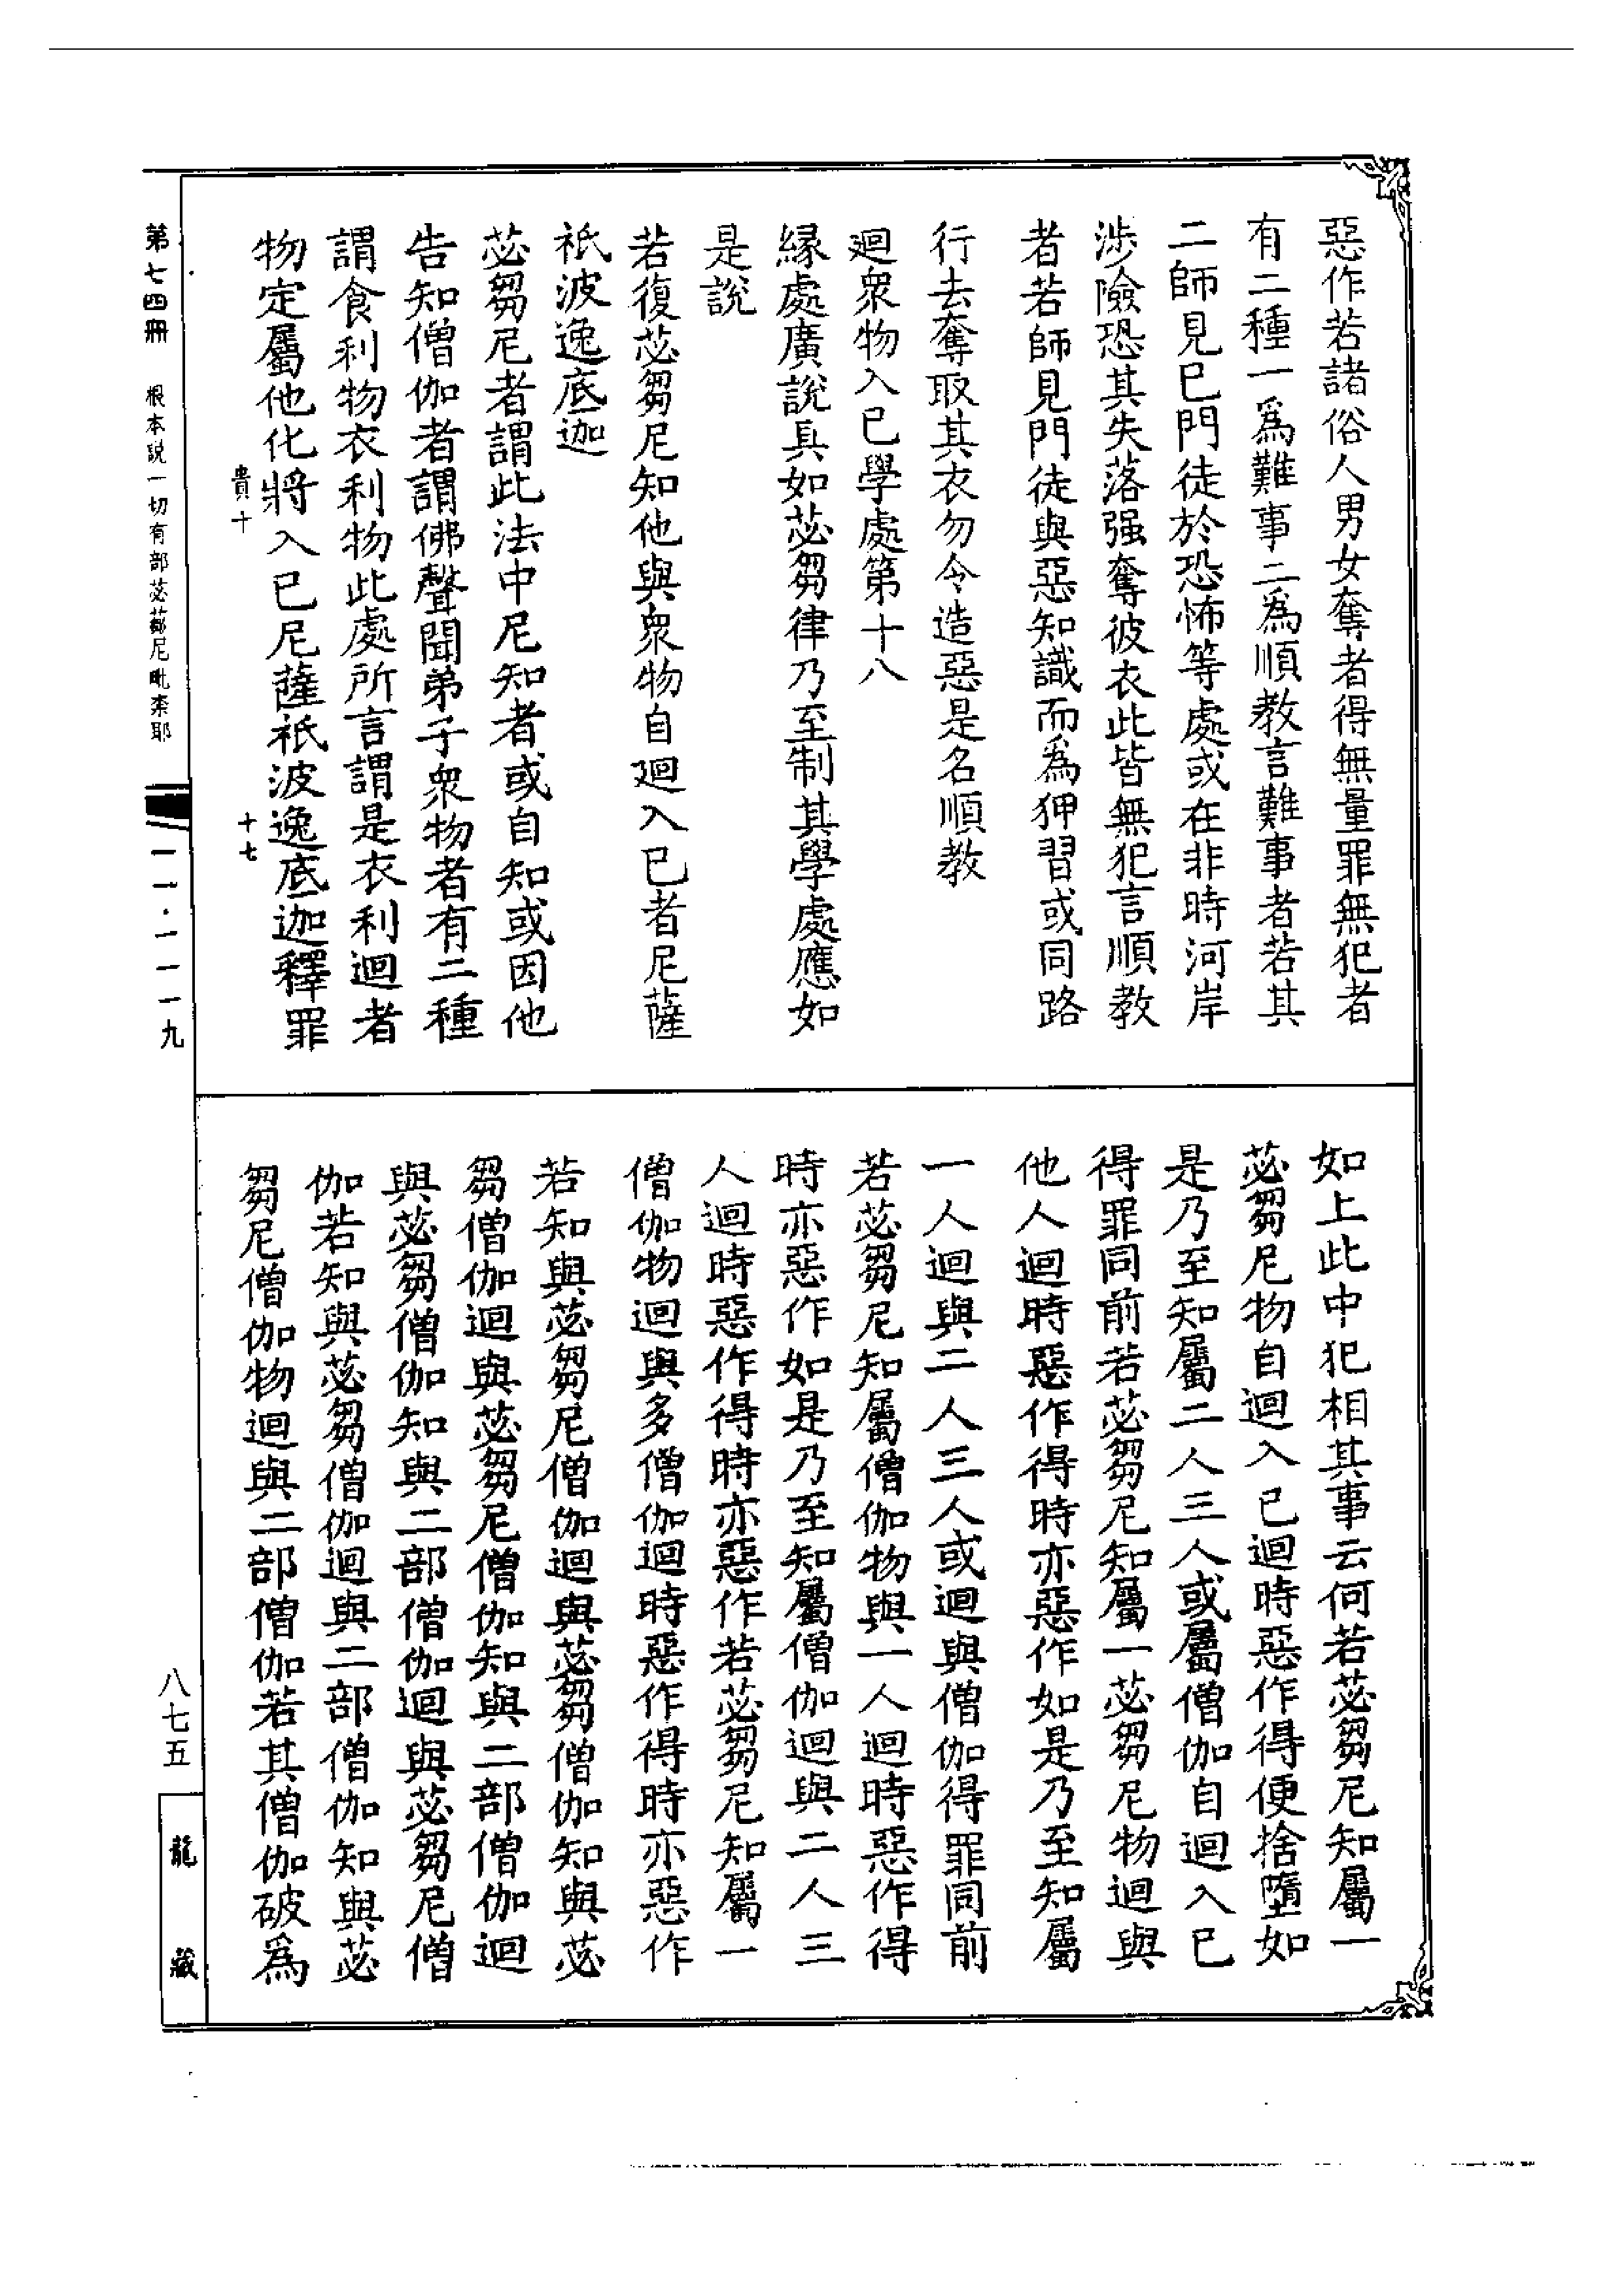 惡作若諸俗人男女奪者得無量罪無犯者
有二種一爲難事二爲順教言難事者若其
二師見已門徒於恐怖等處或在非時河岸
涉險恐其失落强奪彼衣此皆無犯言順教
者若師見門徒與惡知識而爲狎習或同路
行去奪取其衣勿令造惡是名順教
迴衆物入已學處第十八
緣處廣說具如苾芻律乃至制其學處應如
是說
若復苾芻尼知他與衆物自迴入已者尼薩
祇波逸底迦
苾芻尼者謂此法中尼知者或自知或因他
告知僧伽者謂佛聲聞弟子衆物者有二種
謂食利物衣利物此處所言謂是衣利迴者
物定屬他化將入已尼薩祇波逸底迦釋罪
貴十
十七
如上此中犯相其事云何若苾芻尼知屬一
苾芻尼物自迴入已迴時惡作得便捨墮如
是乃至知屬二人三人或屬僧伽自迴入已
得罪同前若苾芻尼知屬一苾芻尼物迴與
他人迴時惡作得時亦惡作如是乃至知屬
一人迴與二人三人或迴與僧伽得罪同前
若苾芻尼知屬僧伽物與一人迴時惡作得
時亦惡作如是乃至知屬僧伽迴與二人三
人迴時惡作得時亦惡作若苾芻尼知屬一
僧伽物迴與多僧伽迴時惡作得時亦惡作
若知與苾芻尼僧伽迴與苾芻僧伽知與苾
芻僧伽迴與苾芻尼僧伽知與二部僧伽迴
與苾芻僧伽知與二部僧伽迴與苾芻尼僧
伽若知與苾芻僧伽迴與二部僧伽知與苾
芻尼僧伽物迴與二部僧伽若其僧伽破爲
第七四冊 根本説一切有部苾蒭尼毗柰耶
一一·一一一九
八七五
龍藏